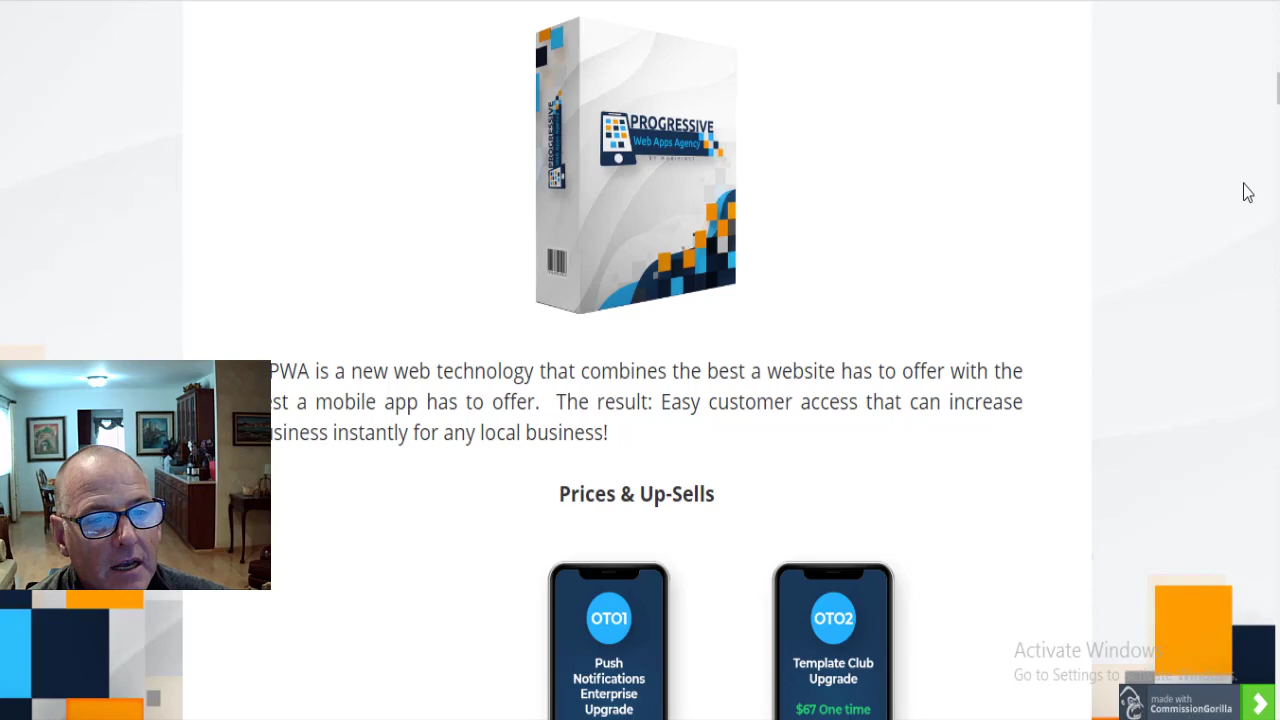 PROGRESSIVE
Web Apps Agency
PROGRESSIVE
PWA is a new web technology that combines the best a website has to offer with the
st a mobile app has to offer.  The result: Easy customer access that can increase
siness instantly for any local business!
Prices & Up-Sells
OTO1
Push
Notifications
Enterprise
Upgrade
OTO2
Template Club
Upgrade
$67 One time
Activate Windows
Go to Settings to activate Windows.
made with
CommissionGorilla